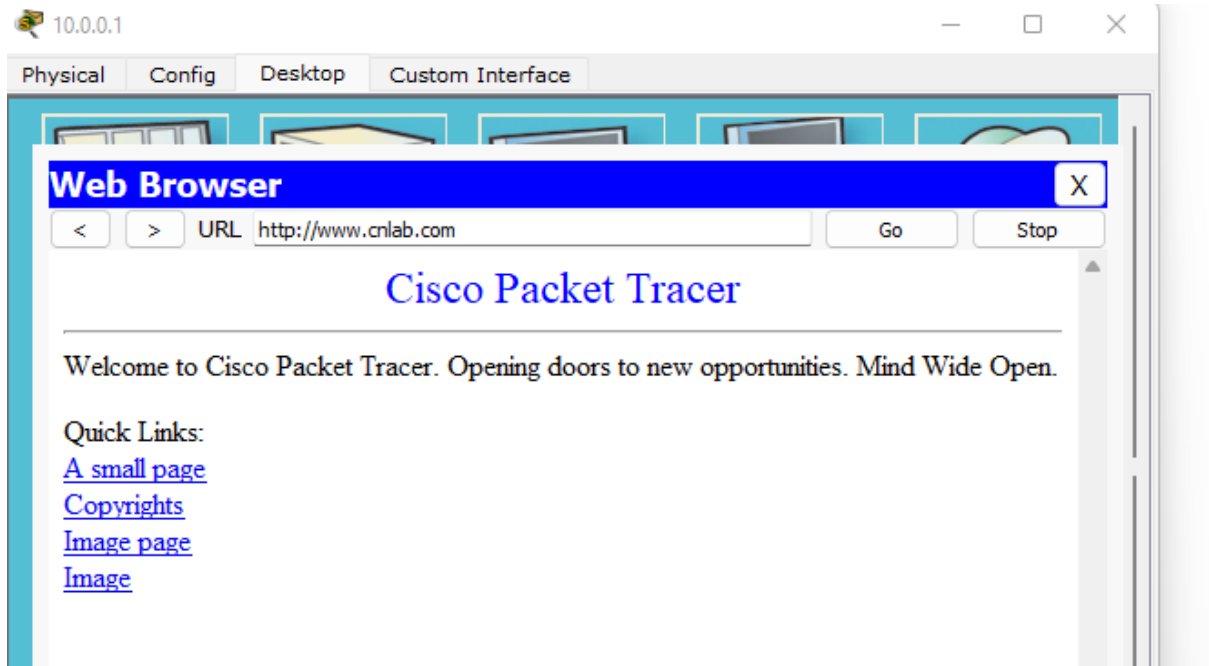 10.0.0.1
Physical Config Desktop Custom Interface
Web Browser X
< > URL http://www.cnlab.com Go Stop
Cisco Packet Tracer
Welcome to Cisco Packet Tracer. Opening doors to new opportunities. Mind Wide Open.
Quick Links:
A small page
Copyrights
Image page
Image